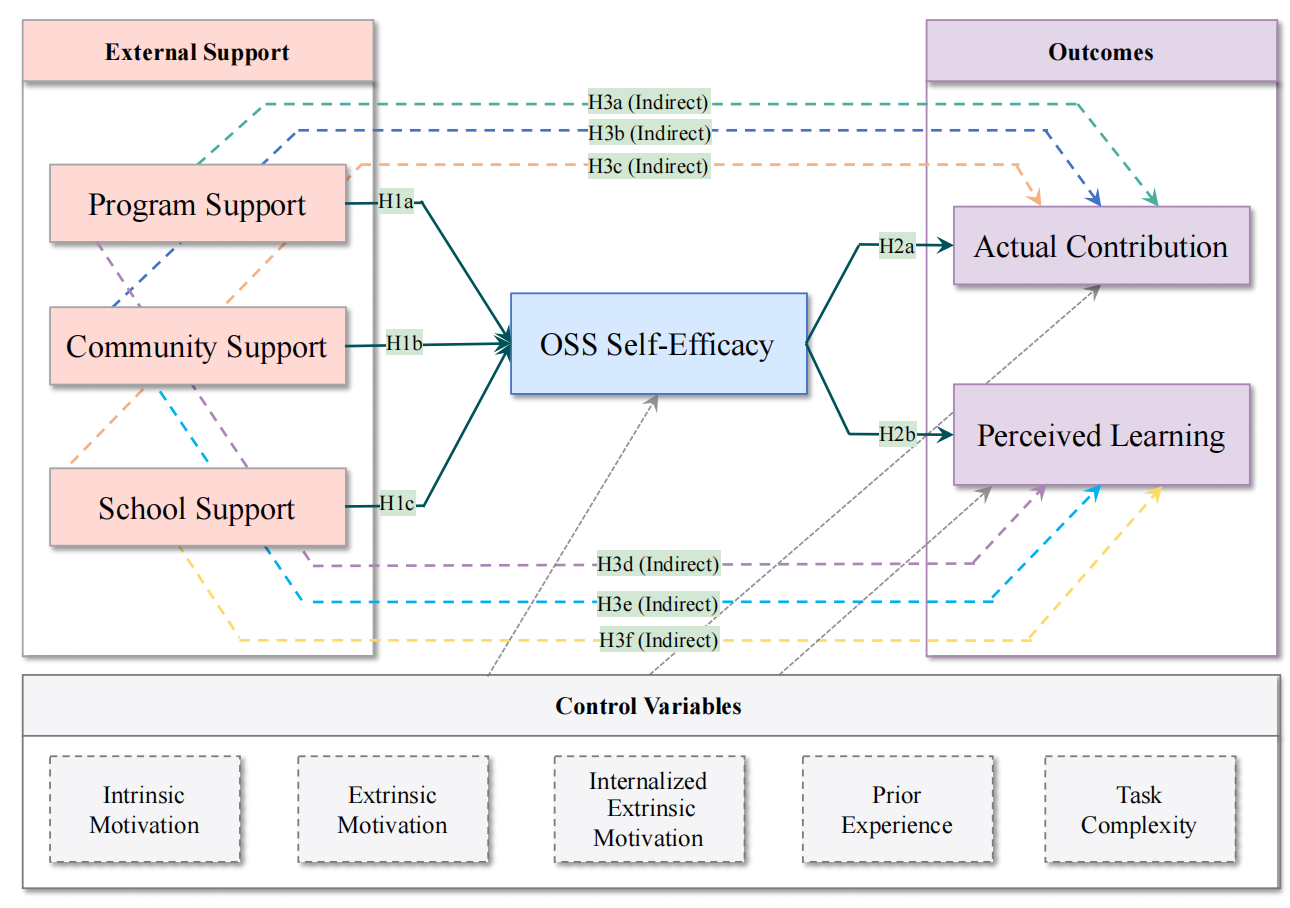 External Support
Outcomes
H3a (Indirect)
H3b (Indirect)
H3c (Indirect)
Program Support
H1a
Actual Contribution
H2a
Community Support
H1b
OSS Self-Efficacy
H2b
Perceived Learning
School Support
H1c
H3d (Indirect)
H3e (Indirect)
H3f (Indirect)
Control Variables
Intrinsic
Motivation
Extrinsic
Motivation
Internalized
Extrinsic
Motivation
Prior
Experience
Task
Complexity